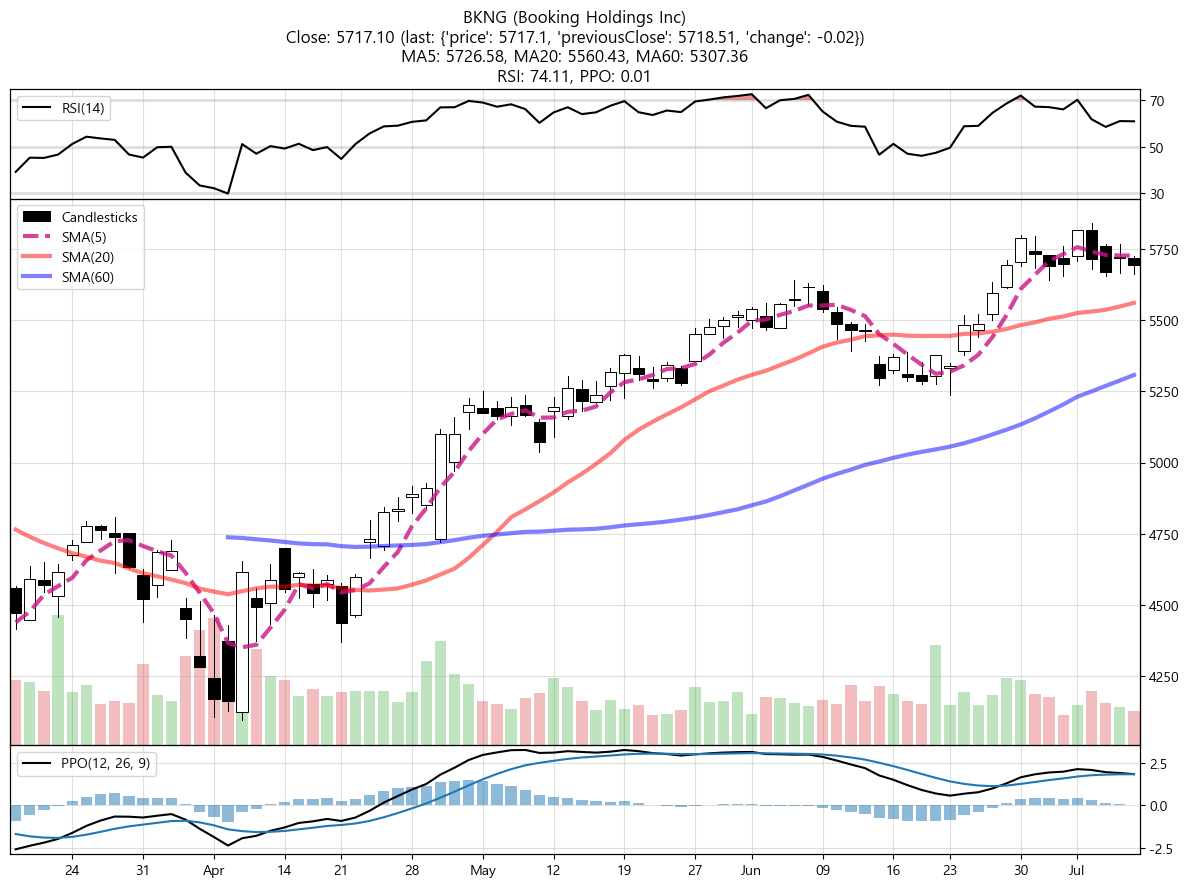 BKNG (Booking Holdings Inc)
Close: 5717.10 (last: {'price': 5717.1, 'previousClose': 5718.51, 'change': -0.02})
MA5: 5726.58, MA20: 5560.43, MA60: 5307.36
RSI: 74.11, PPO: 0.01
RSI(14)
70
50
30
Candlesticks
SMA(5)
SMA(20)
SMA(60)
5750
5500
5250
5000
4750
4500
4250
PPO(12, 26, 9)
2.5
0.0
-2.5
24 31 Apr 14 21 28 May 12 19 27 Jun 09 16 23 30 Jul